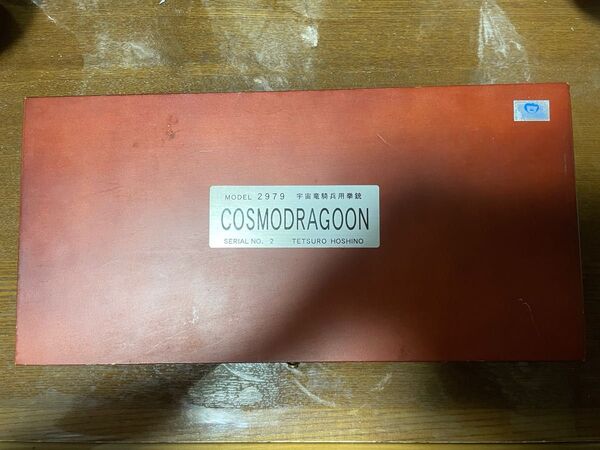 MODEL 2979 宇宙竜騎兵用拳銃
COSMODRAGOON
SERIAL NO. 2 TETSURO HOSHINO